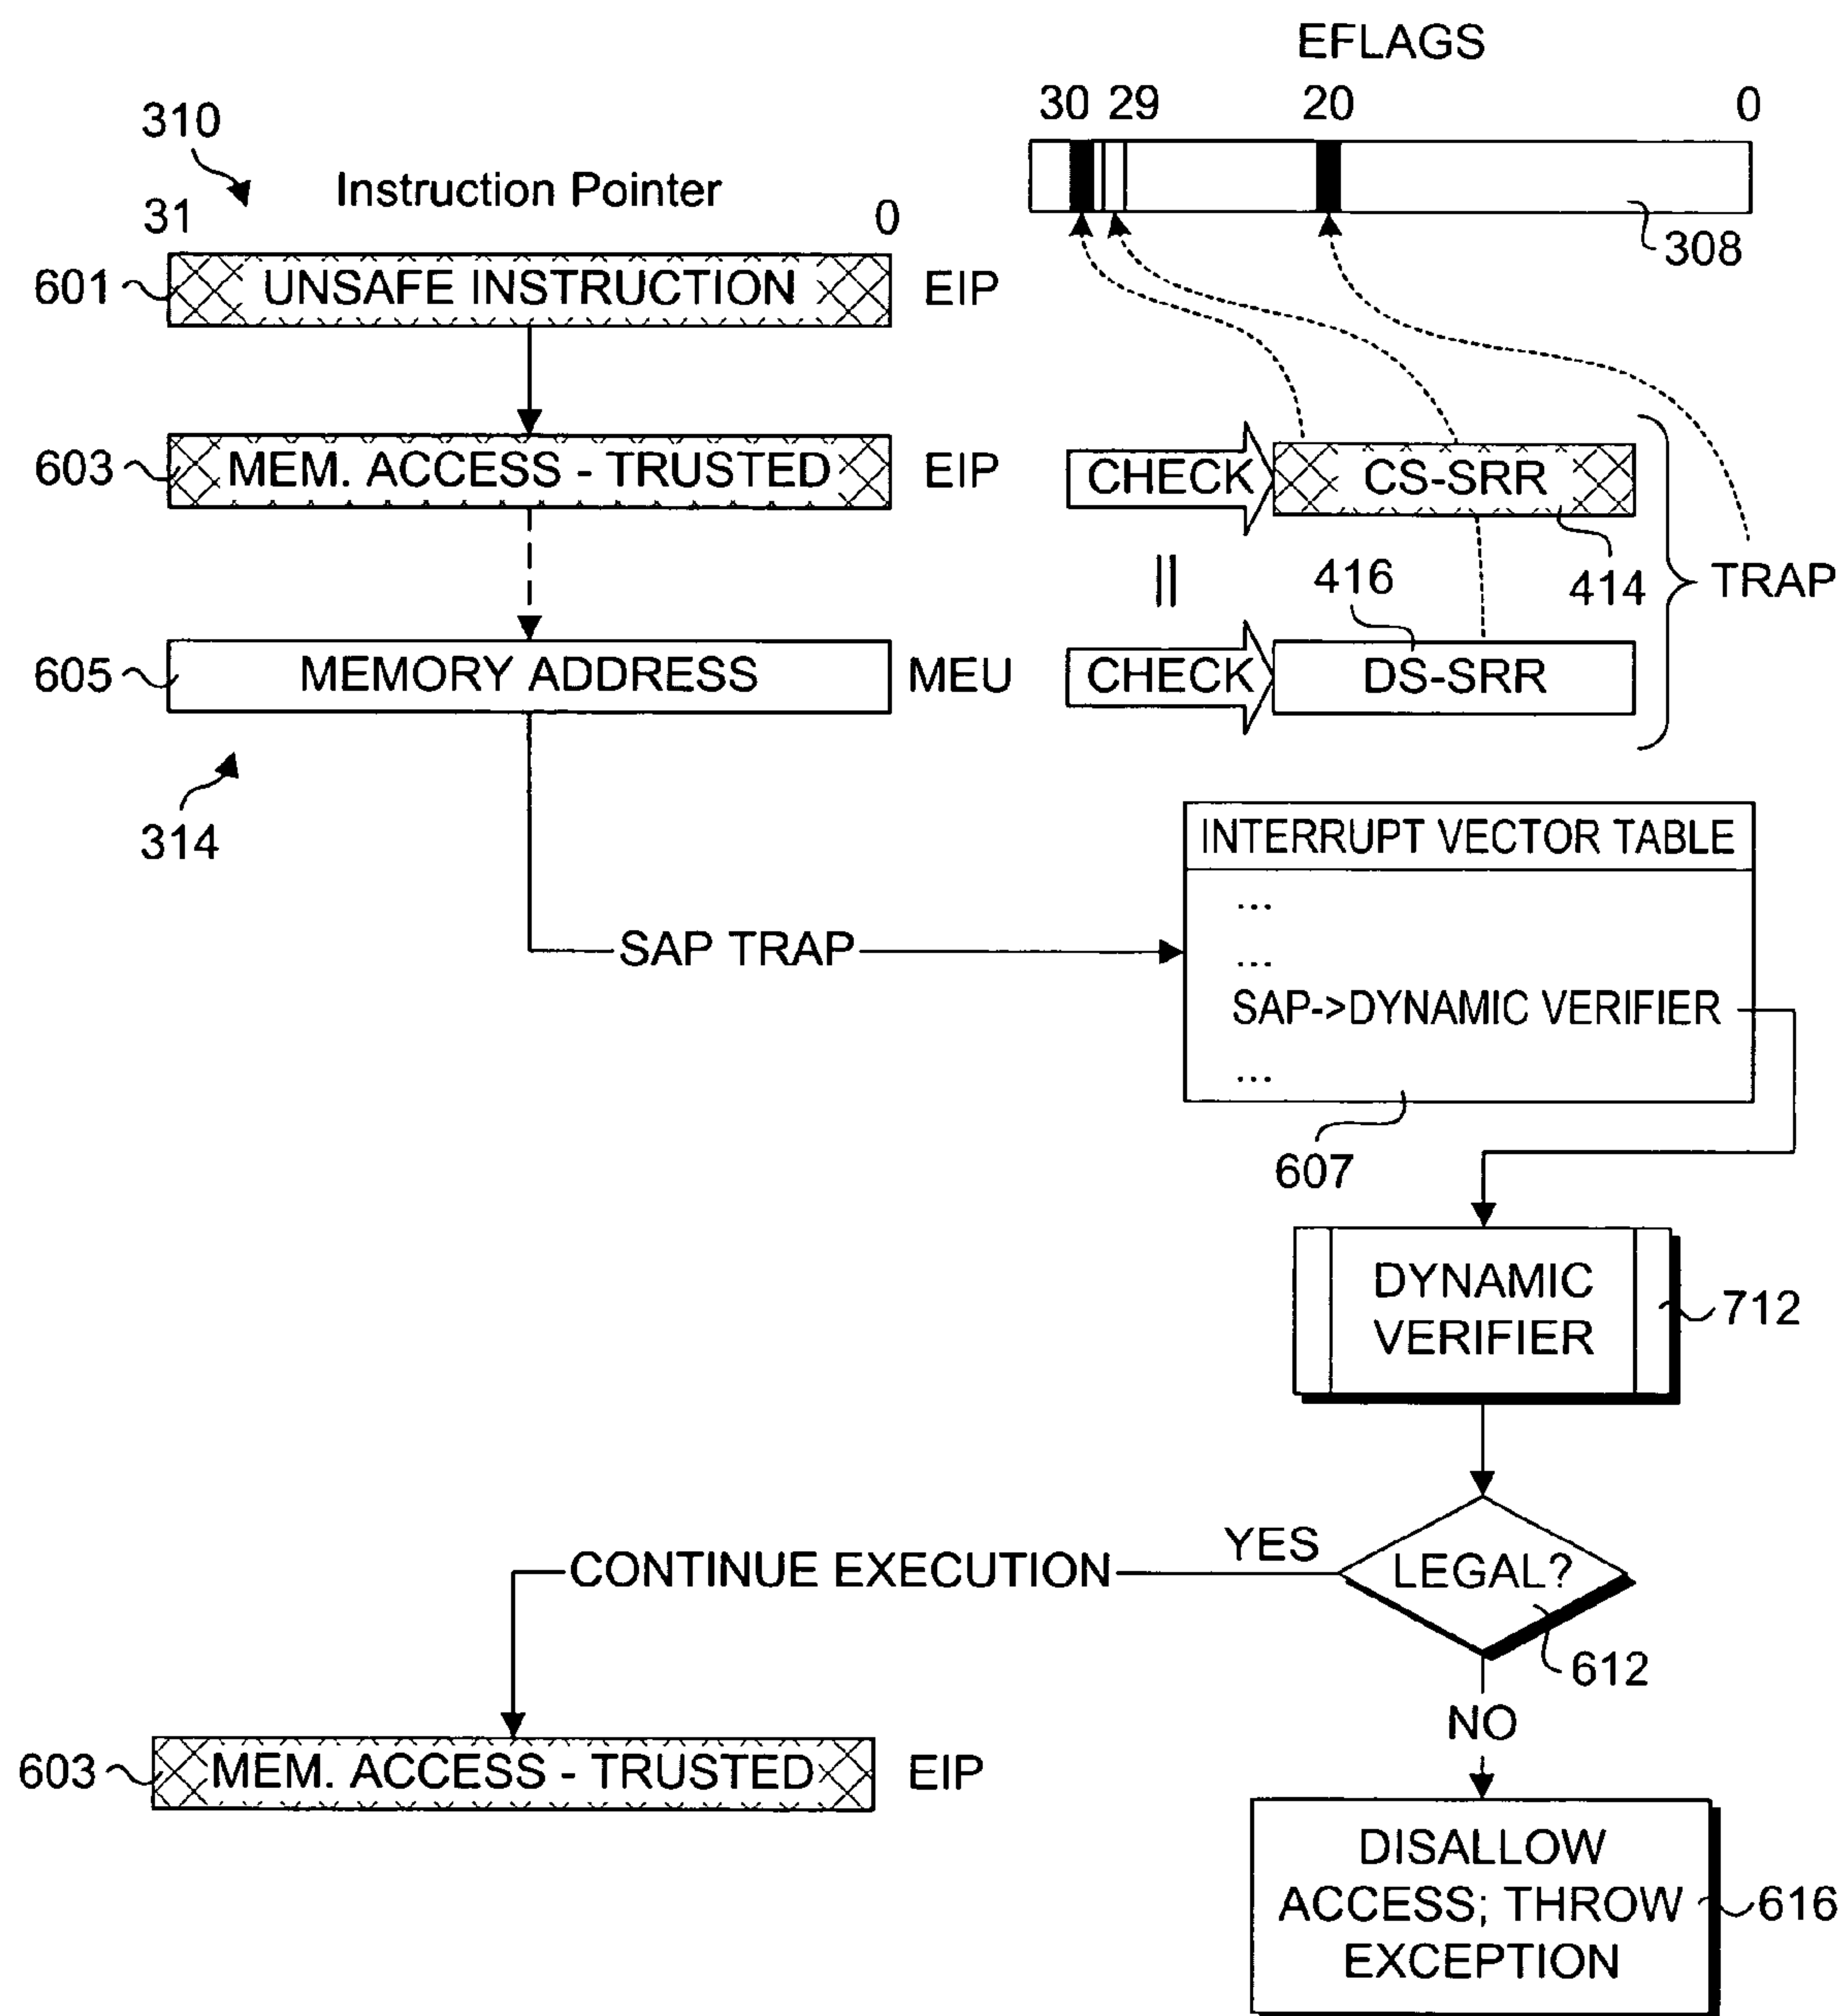 EFLAGS
30 29 20 0
310
Instruction Pointer
31 0
308
601 UNSAFE INSTRUCTION EIP
603 MEM. ACCESS - TRUSTED EIP
CHECK CS-SRR
||
416 414 TRAP
605 MEMORY ADDRESS MEU
CHECK DS-SRR
314
INTERRUPT VECTOR TABLE
...
...
SAP TRAP
SAP->DYNAMIC VERIFIER
...
607
DYNAMIC
VERIFIER
712
YES
CONTINUE EXECUTION
LEGAL?
612
NO
603 MEM. ACCESS - TRUSTED EIP
DISALLOW
ACCESS; THROW
EXCEPTION
616